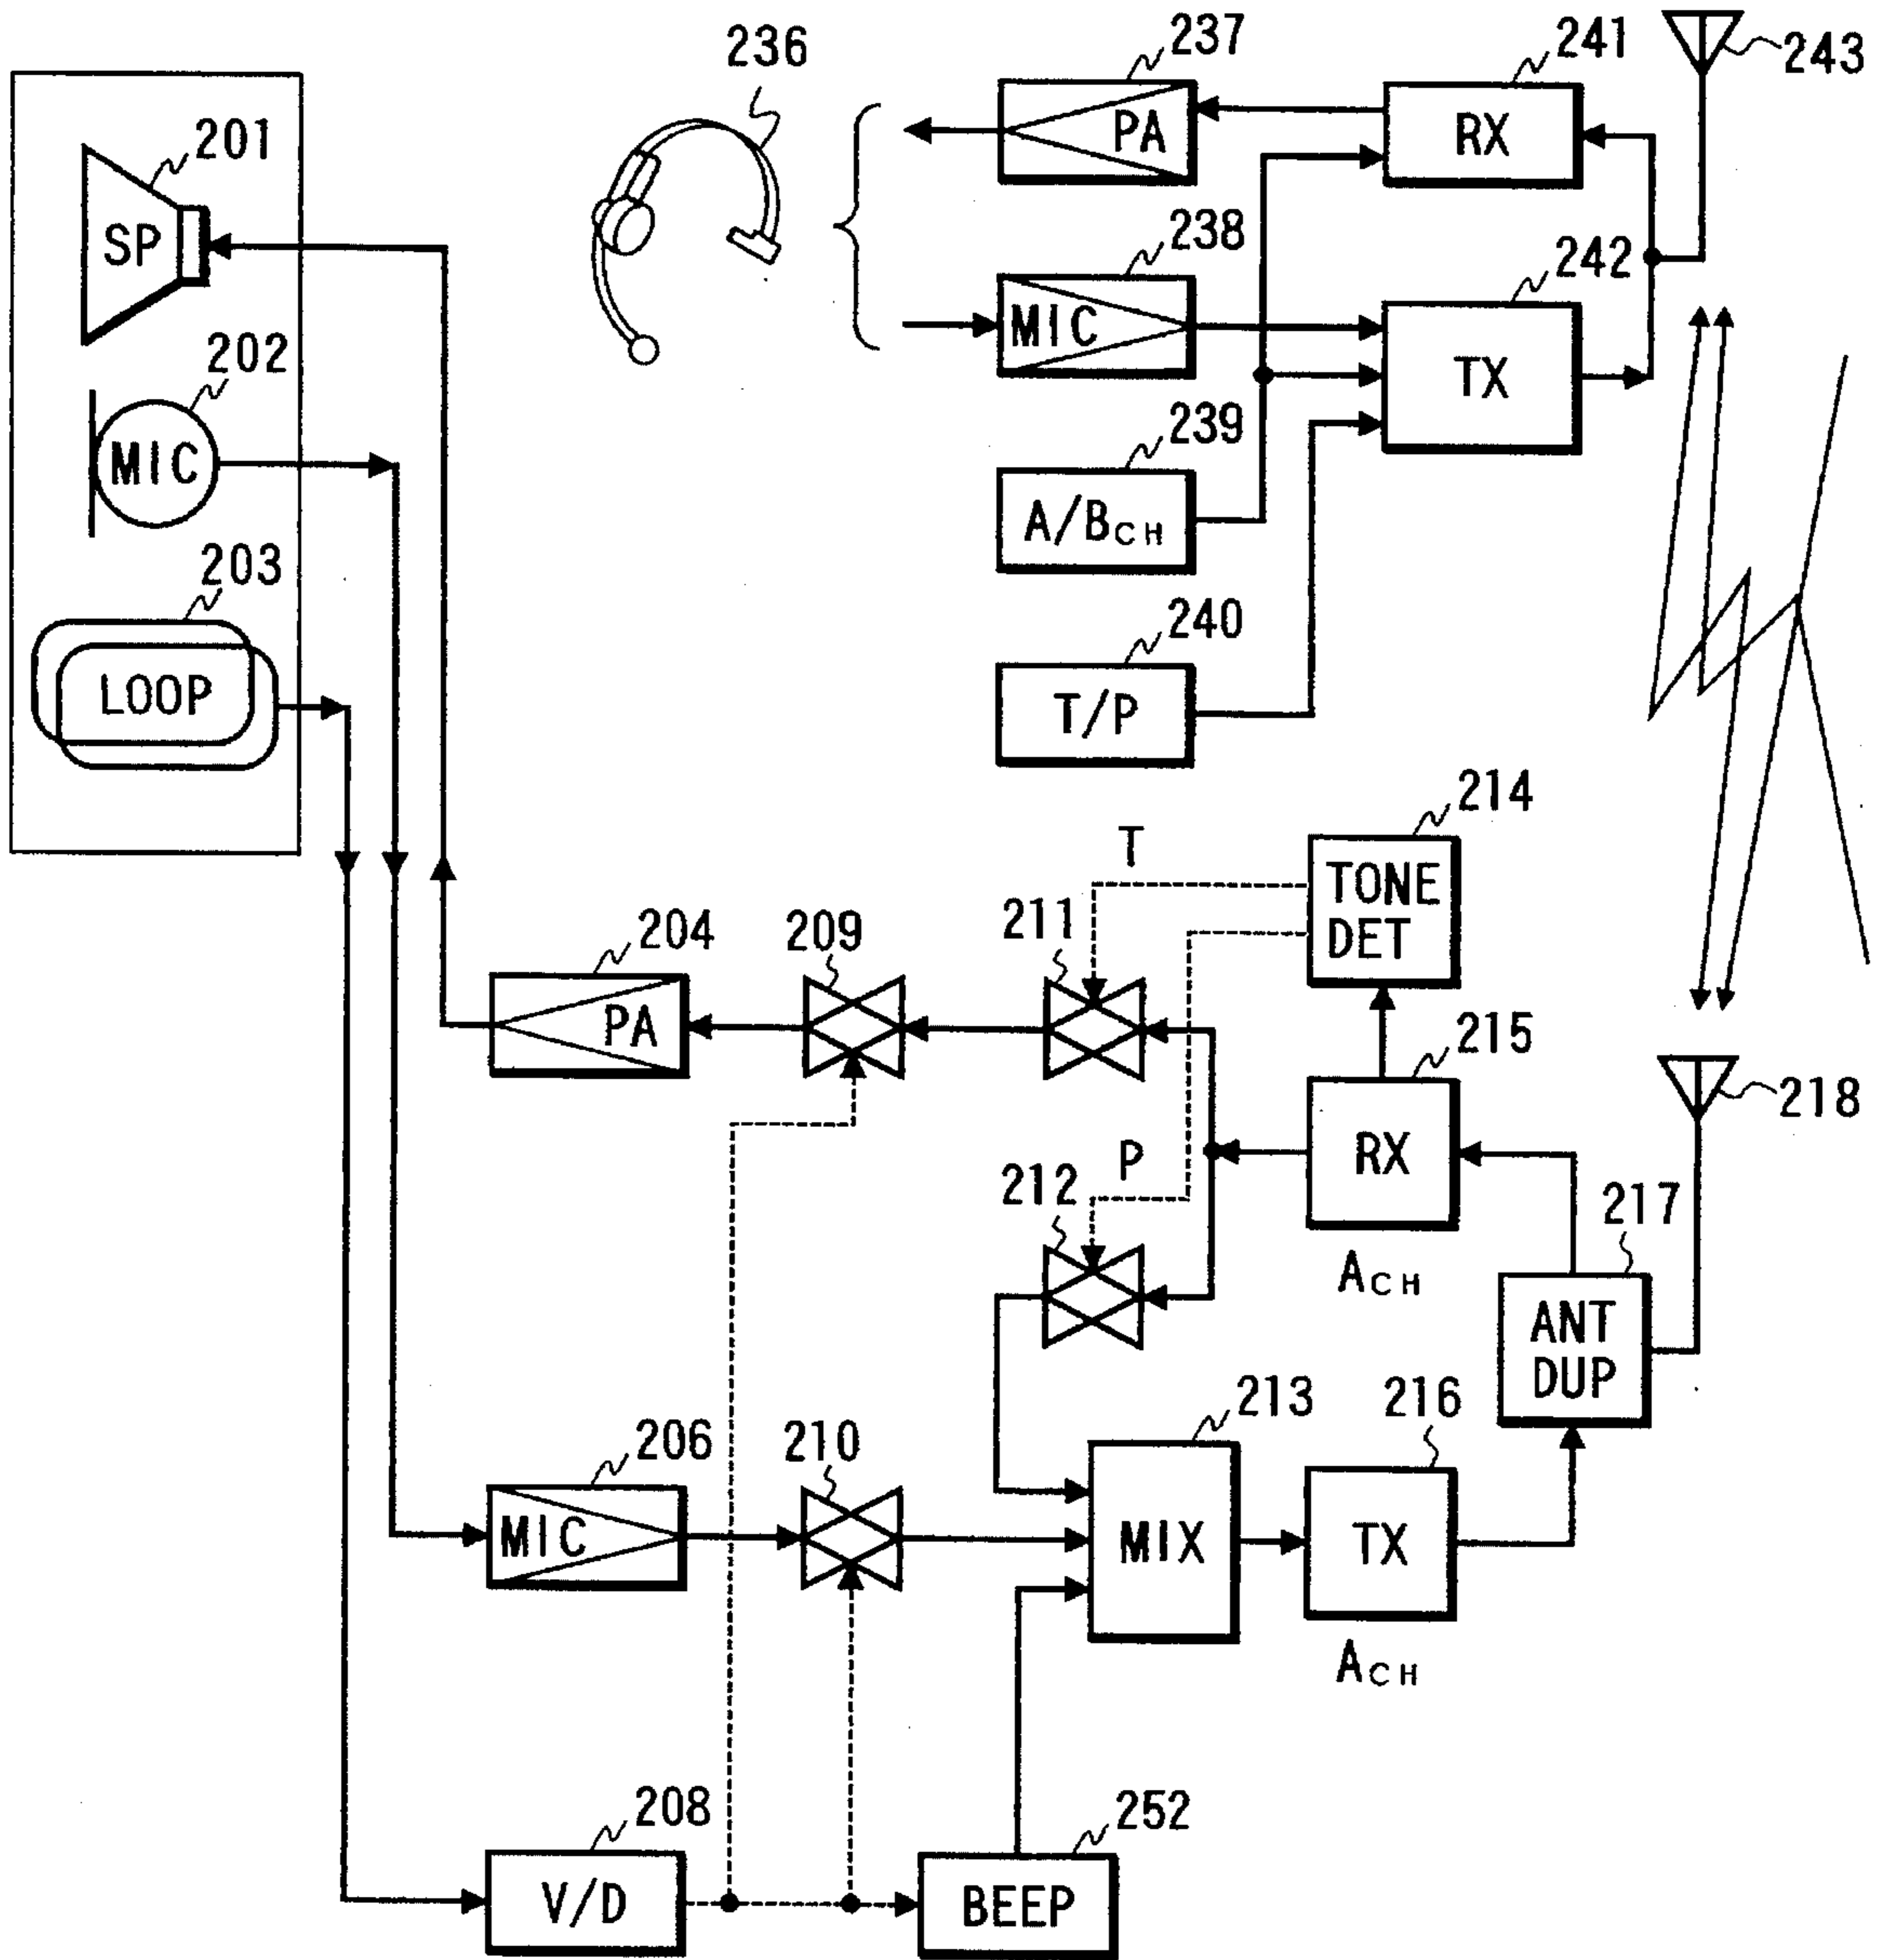 236
237
241
243
PA
RX
201
SP
238
242
MIC
TX
202
MIC
239
A/BCH
203
LOOP
240
T/P
214
T
TONE
DET
211
209
204
PA
215
RX
218
P
212
217
ACH
ANT
DUP
213
216
206
210
MIC
MIX
TX
ACH
208
252
V/D
BEEP